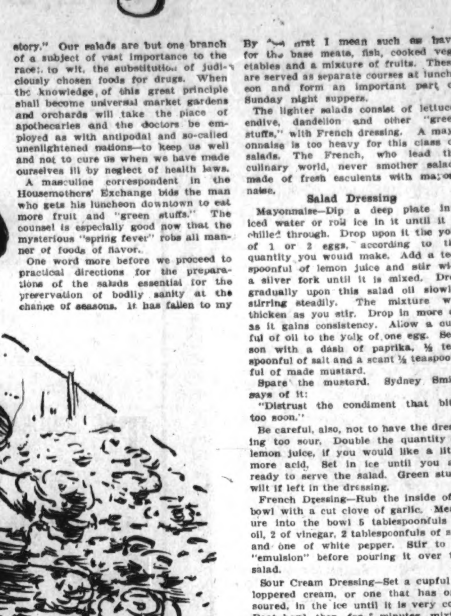 story." Our salads are but one branch
of a subject of vast importance to the
race: to wit, the substitution of judi-
ciously chosen foods for drugs. When
the knowledge of this great principle
shall become universal market gardens
and orchards will take the place of
apothecaries and the doctors be em-
ployed as with antipodal and so-called
unenlightened nations—to keep us well
and not to cure us when we have made
ourselves ill by neglect of health laws.
A masculine correspondent in the
Housemothers' Exchange bids the man
who gets his luncheon downtown to eat
more fruit and "green stuffs." The
counsel is especially good now that the
mysterious "spring fever" robs all man-
ner of foods of flavor.
One word more before we proceed to
practical directions for the prepara-
tions of the salads essential for the
preservation of bodily sanity at the
change of seasons. It has fallen to my
By first I mean such as hav
for the base meats, fish, cooked veg
etables and a mixture of fruits. Thes
are served as separate courses at lunch
eon and form an important part o
Sunday night suppers.
The lighter salads consist of lettuc
endive, dandelion and other "gree
stuffs," with French dressing. A may
onnaise is too heavy for this class o
salads. The French, who lead th
culinary world, never smother salad
made of fresh esculents with mayon
naise.
Salad Dressing
Mayonnaise—Dip a deep plate in
iced water or roll ice in it until it
chilled through. Drop upon it the yo
of 1 or 2 eggs, according to th
quantity you would make. Add a te
spoonful of lemon juice and stir wi
a silver fork until it is mixed. Dro
gradually upon this salad oil slowl
stirring steadily. The mixture w
thicken as you stir. Drop in more o
as it gains consistency. Allow a cu
ful of oil to the yolk of one egg. Se
son with a dash of paprika, ½ te
spoonful of salt and a scant ½ teaspoo
ful of made mustard.
Spare the mustard. Sydney Smi
says of it:
"Distrust the condiment that bit
too soon."
Be careful, also, not to have the dres
ing too sour. Double the quantity
lemon juice, if you would like a lit
more acid. Set in ice until you a
ready to serve the salad. Green stu
wilt if left in the dressing.
French Dressing—Rub the inside of
bowl with a cut clove of garlic. Mea
ure into the bowl 5 tablespoonfuls
oil, 2 of vinegar, 2 tablespoonfuls of s
and one of white pepper. Stir to
"emulsion" before pouring it over t
salad.
Sour Cream Dressing—Set a cupful
loppered cream, or one that has o
soured, in the ice until it is very co